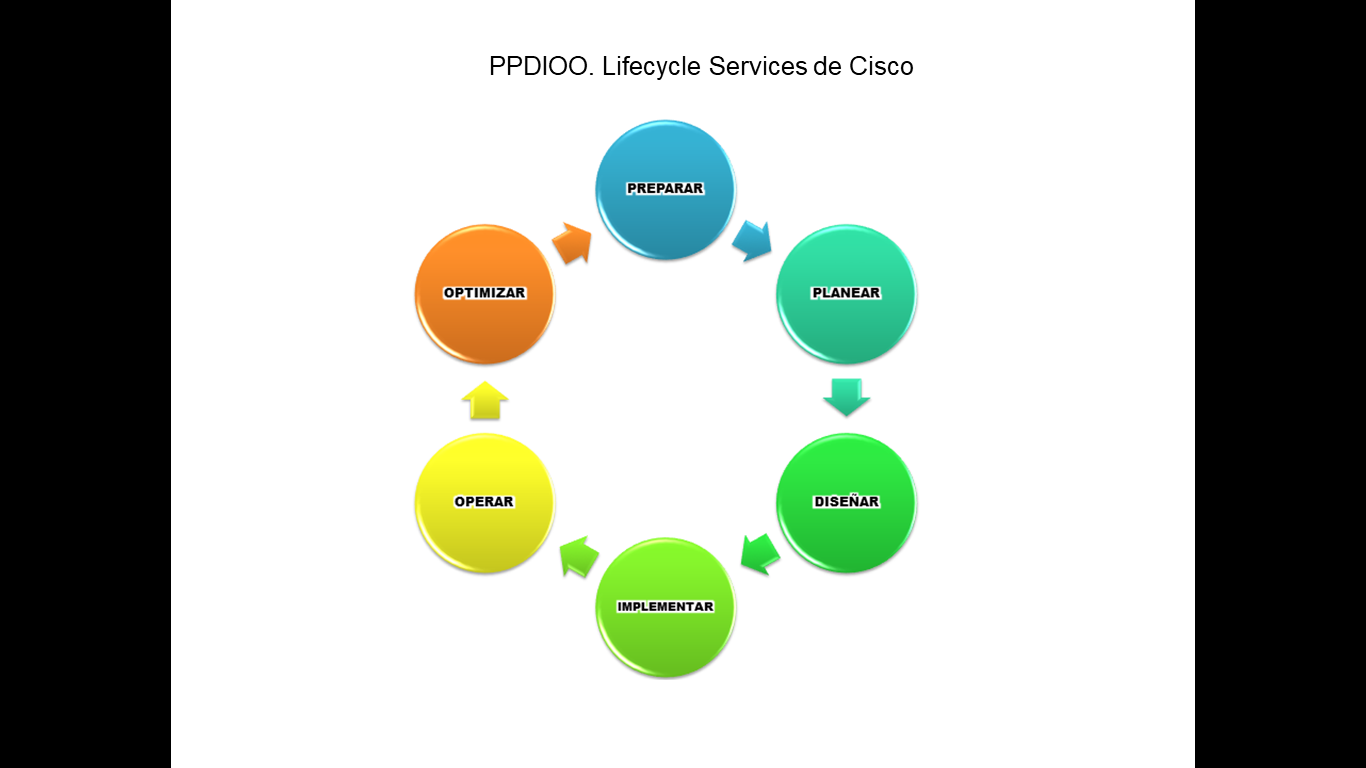 PPDIOO. Lifecycle Services de Cisco
PREPARAR
PLANEAR
DISEÑAR
IMPLEMENTAR
OPERAR
OPTIMIZAR